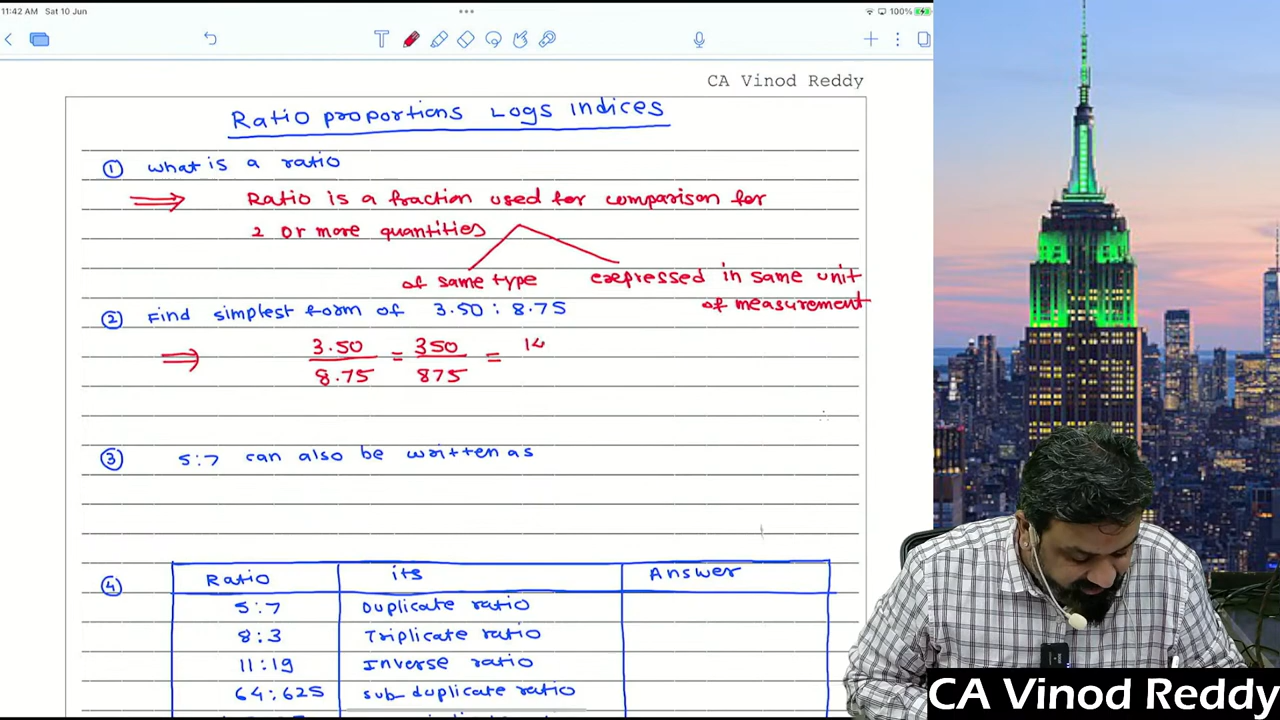 11:42 AM Sat 10 Jun
100%
T
CA Vinod Reddy
Ratio proportions Logs Indices
① what is a ratio
⟹ Ratio is a fraction used for comparison for
2 or more quantities
of same type
expressed in same unit
of measurement
② Find simplest form of 3.50 : 8.75
⟹ 3.50/8.75 = 350/875 = 14
③ 5:7 can also be written as
④ Ratio its Answer
5:7 Duplicate ratio
8:3 Triplicate ratio
11:19 Inverse ratio
64:625 sub-duplicate ratio
CA Vinod Reddy